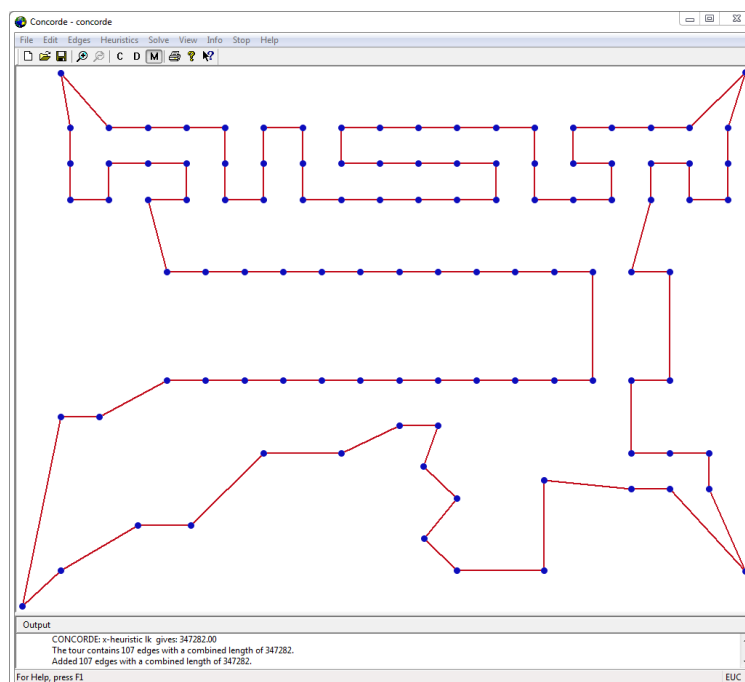 Concorde - concorde
File Edit Edges Heuristics Solve View Info Stop Help
C D M
Output
CONCORDE: x-heuristic lk gives: 347282.00
The tour contains 107 edges with a combined length of 347282.
Added 107 edges with a combined length of 347282.
For Help, press F1 EUC